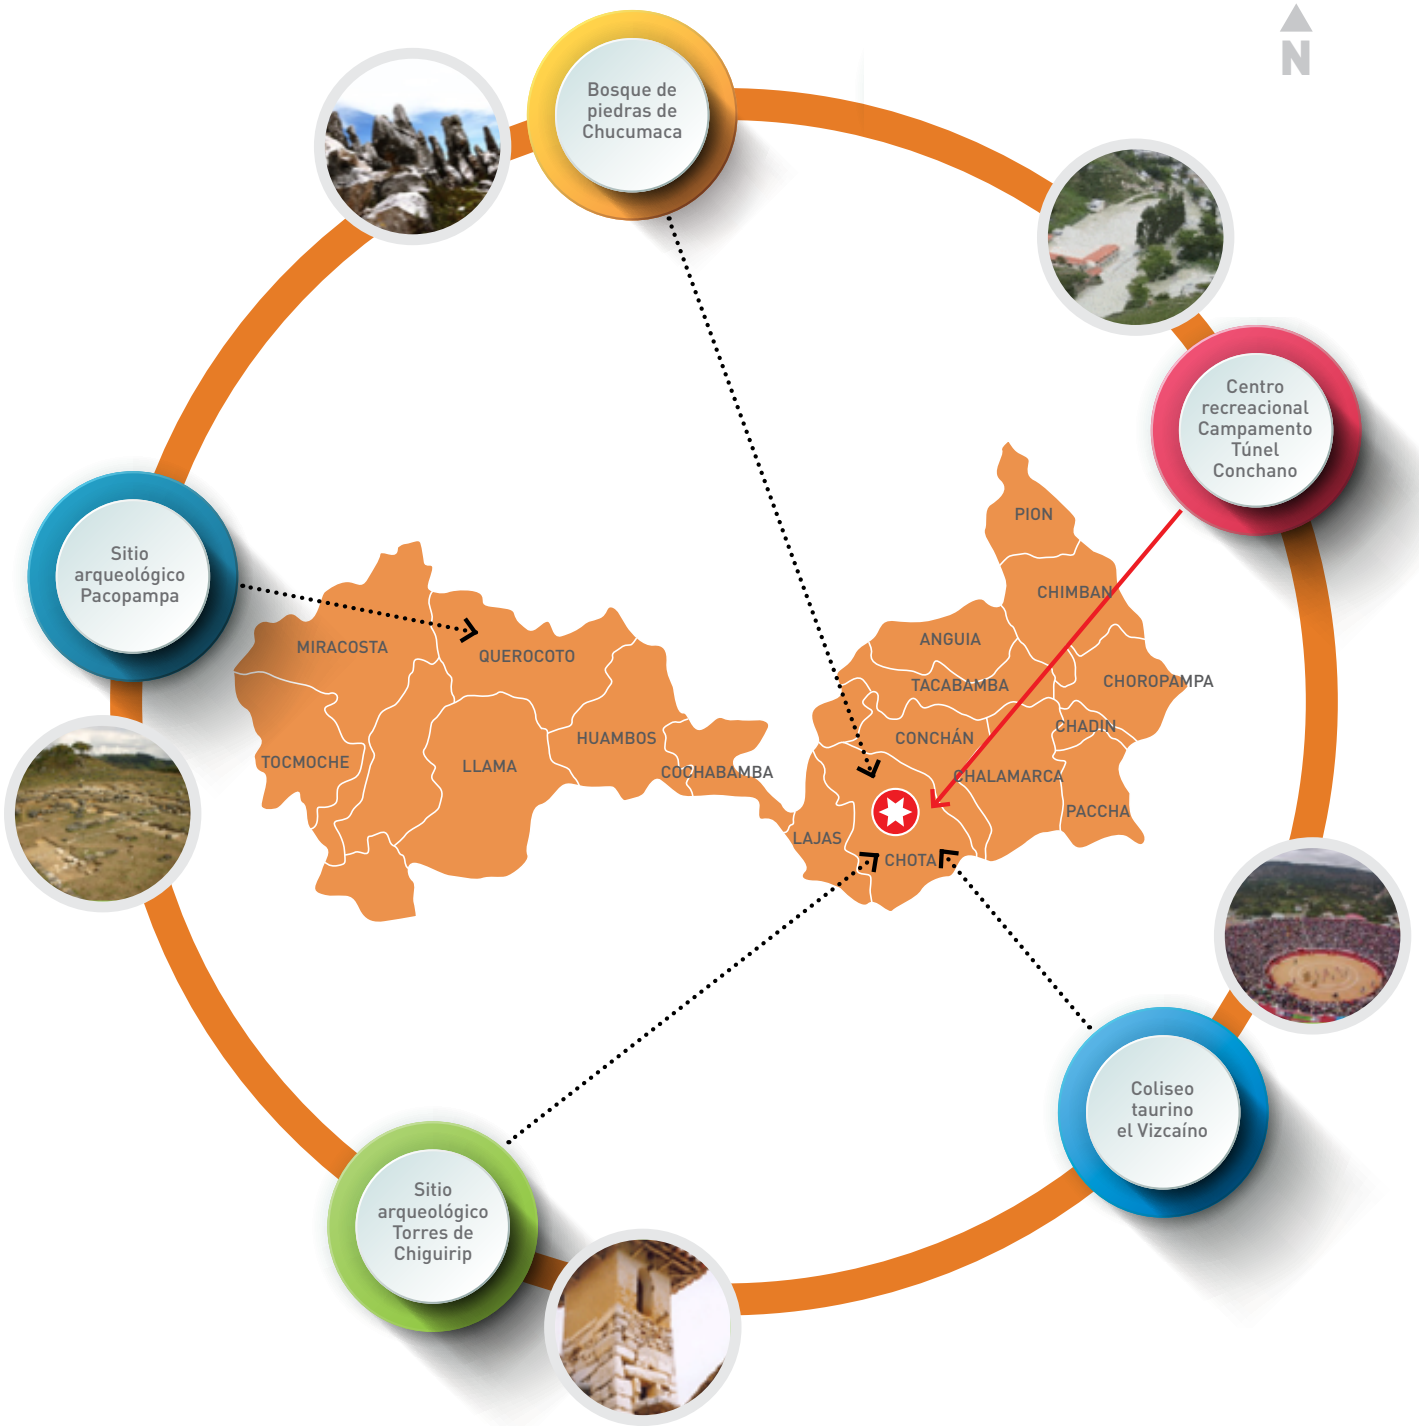 N
Bosque de
piedras de
Chucumaca
Centro
recreacional
Campamento
Túnel
Conchano
Sitio
arqueológico
Pacopampa
PION
CHIMBAN
ANGUIA
MIRACOSTA
QUEROCOTO
TACABAMBA
CHOROPAMPA
CHADIN
HUAMBOS
CONCHÁN
TOCMOCHE
LLAMA
COCHABAMBA
CHALAMARCA
PACCHA
LAJAS
CHOTA
Coliseo
taurino
el Vizcaíno
Sitio
arqueológico
Torres de
Chiguirip